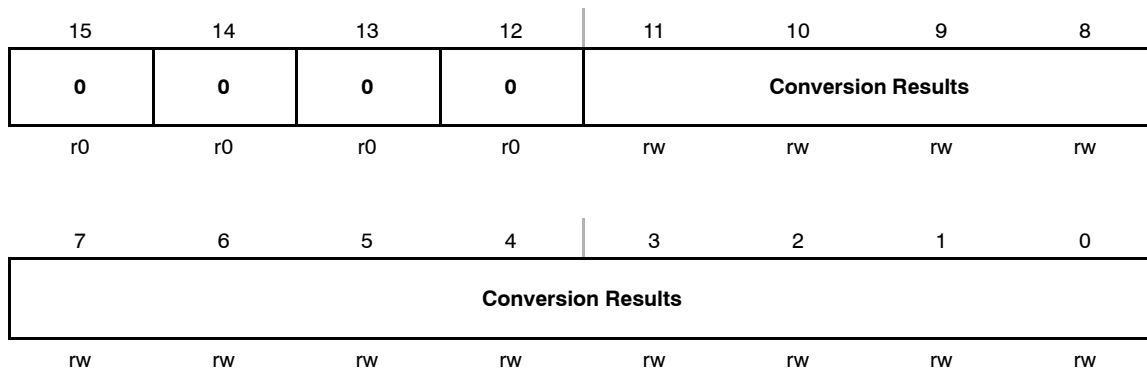 15 14 13 12 11 10 9 8
0 0 0 0 Conversion Results
r0 r0 r0 r0 rw rw rw rw
7 6 5 4 3 2 1 0
Conversion Results
rw rw rw rw rw rw rw rw